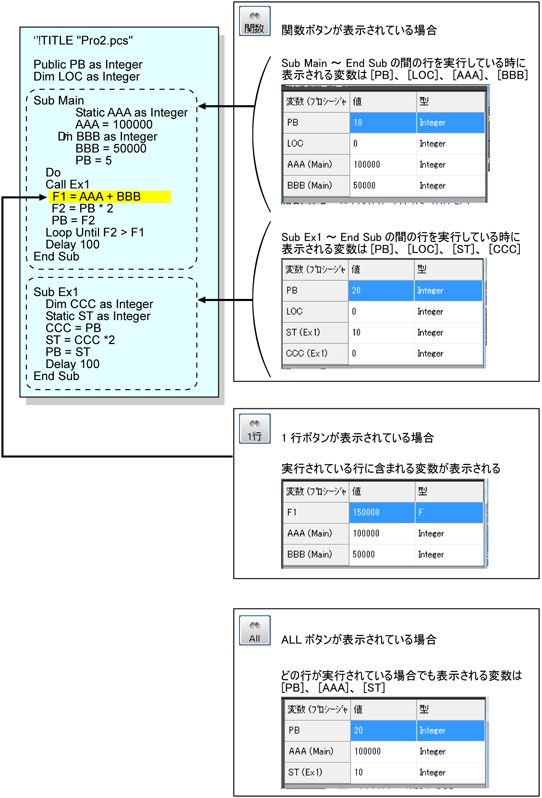 '!TITLE "Pro2.pcs"
Public PB as Integer
Dim LOC as Integer
Sub Main
Static AAA as Integer
AAA = 100000
Dim BBB as Integer
BBB = 50000
PB = 5
Do
Call Ex1
F1 = AAA + BBB
F2 = PB * 2
PB = F2
Loop Until F2 > F1
Delay 100
End Sub
Sub Ex1
Dim CCC as Integer
Static ST as Integer
CCC = PB
ST = CCC *2
PB = ST
Delay 100
End Sub
関数
関数ボタンが表示されている場合
Sub Main ～ End Sub の間の行を実行している時に
表示される変数は [PB]、[LOC]、[AAA]、[BBB]
変数 (プロシージャ 値 型
PB 10 Integer
LOC 0 Integer
AAA (Main) 100000 Integer
BBB (Main) 50000 Integer
Sub Ex1 ～ End Sub の間の行を実行している時に
表示される変数は [PB]、[LOC]、[ST]、[CCC]
変数 (プロシージャ 値 型
PB 20 Integer
LOC 0 Integer
ST (Ex1) 10 Integer
CCC (Ex1) 0 Integer
1行
1 行ボタンが表示されている場合
実行されている行に含まれる変数が表示される
変数 (プロシージャ 値 型
F1 150000 F
AAA (Main) 100000 Integer
BBB (Main) 50000 Integer
All
ALL ボタンが表示されている場合
どの行が実行されている場合でも表示される変数は
[PB]、[AAA]、[ST]
変数 (プロシージャ 値 型
PB 20 Integer
AAA (Main) 100000 Integer
ST (Ex1) 10 Integer